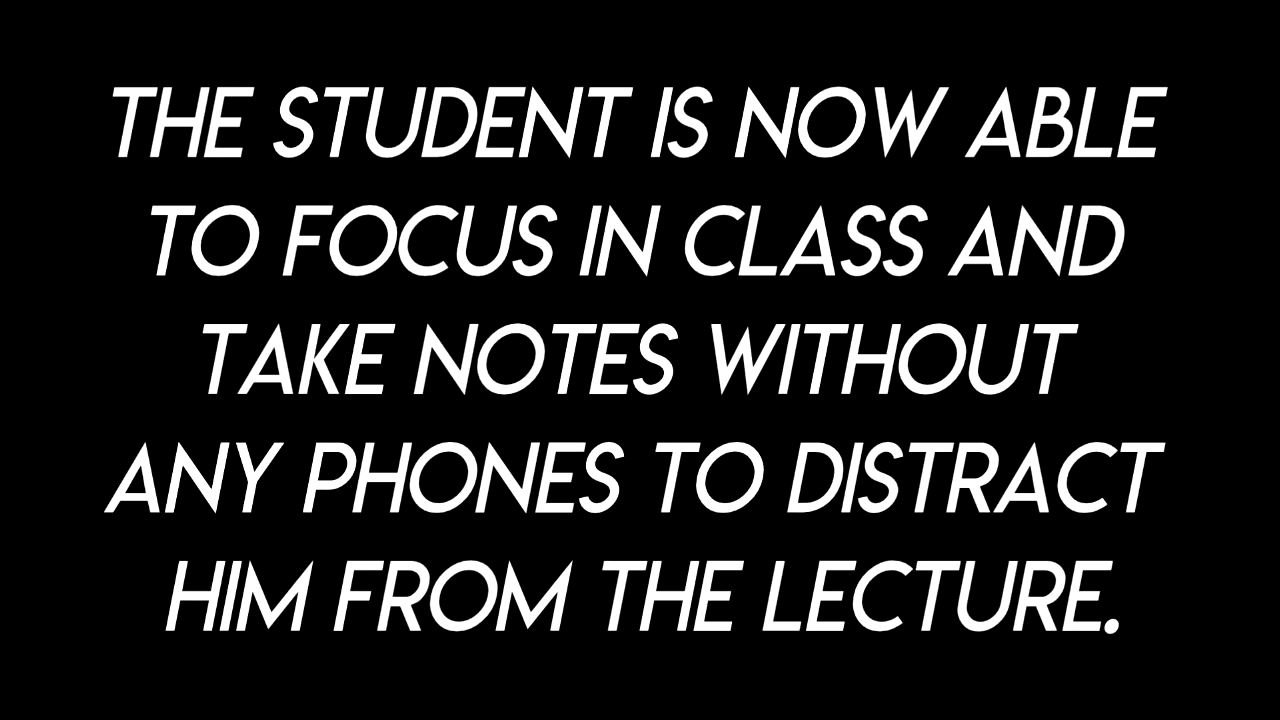 THE STUDENT IS NOW ABLE
TO FOCUS IN CLASS AND
TAKE NOTES WITHOUT
ANY PHONES TO DISTRACT
HIM FROM THE LECTURE.